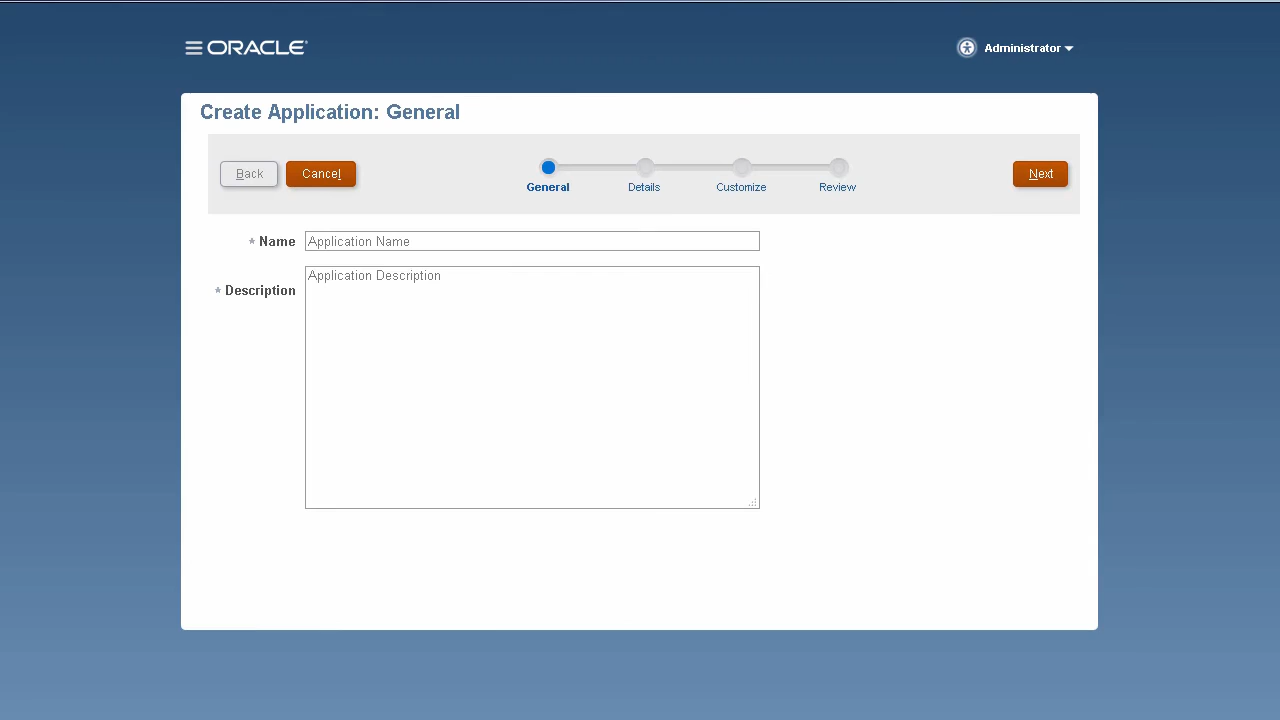 ORACLE
Administrator
Create Application: General
Back
Cancel
General
Details
Customize
Review
Next
* Name
Application Name
* Description
Application Description